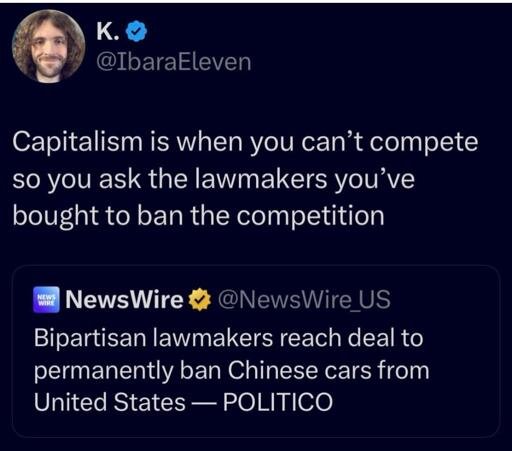 K.
@IbaraEleven
Capitalism is when you can’t compete
so you ask the lawmakers you’ve
bought to ban the competition
NEWS
WIRE
NewsWire @NewsWire_US
Bipartisan lawmakers reach deal to
permanently ban Chinese cars from
United States — POLITICO